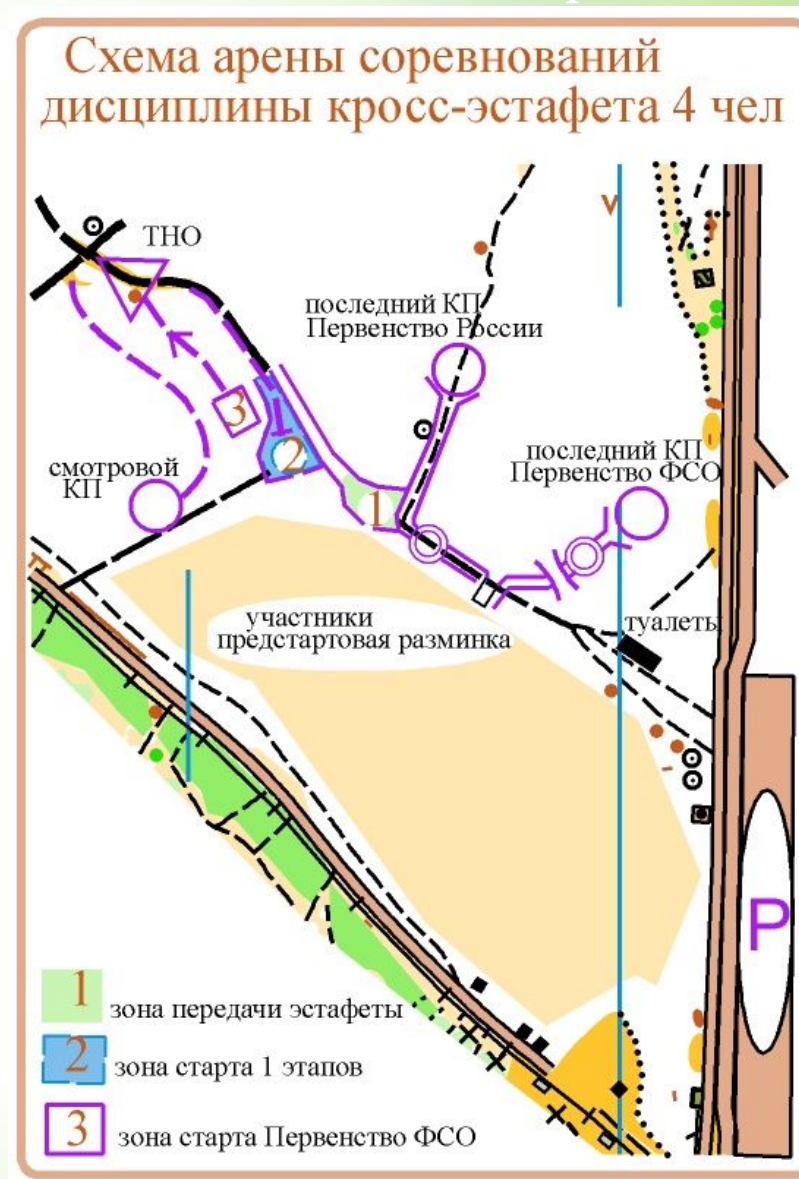 Схема арены соревнований
дисциплины кросс-эстафета 4 чел
ТНО
последний КП
Первенство России
3
2
смотровой
КП
последний КП
Первенство ФСО
1
участники
предстартовая разминка
туалеты
P
1 зона передачи эстафеты
2 зона старта 1 этапов
3 зона старта Первенство ФСО